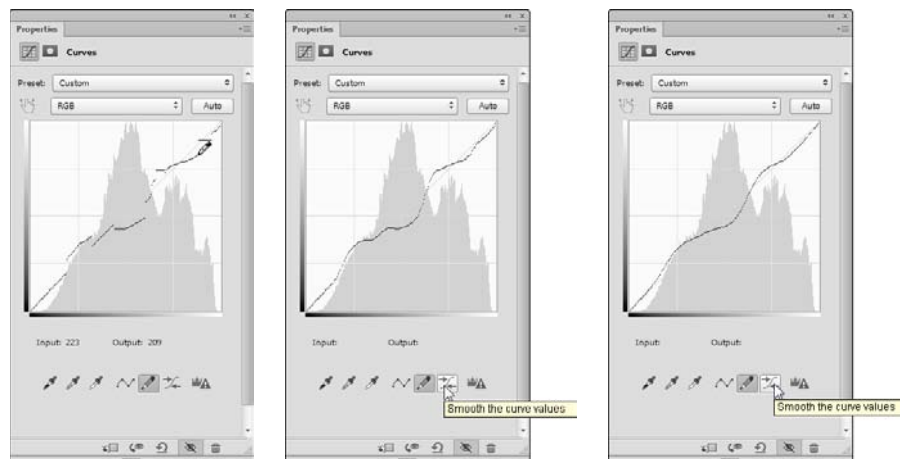 Properties
Curves
Preset: Custom
RGB Auto
Input: 223 Output: 209
Properties
Curves
Preset: Custom
RGB Auto
Input: Output:
Smooth the curve values
Properties
Curves
Preset: Custom
RGB Auto
Input: Output:
Smooth the curve values